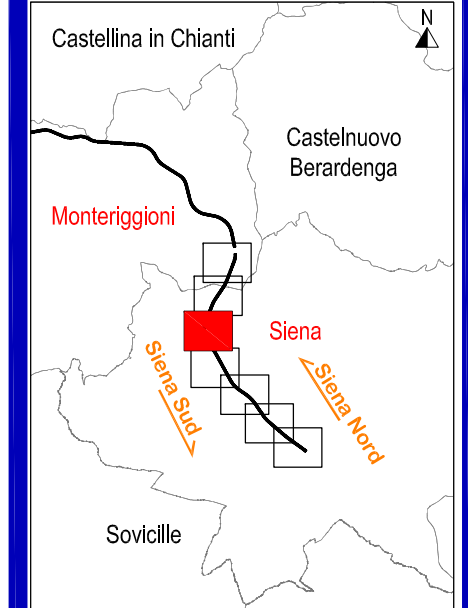 N
Castellina in Chianti
Castelnuovo
Berardenga
Monteriggioni
Siena
Siena Sud
Siena Nord
Sovicille